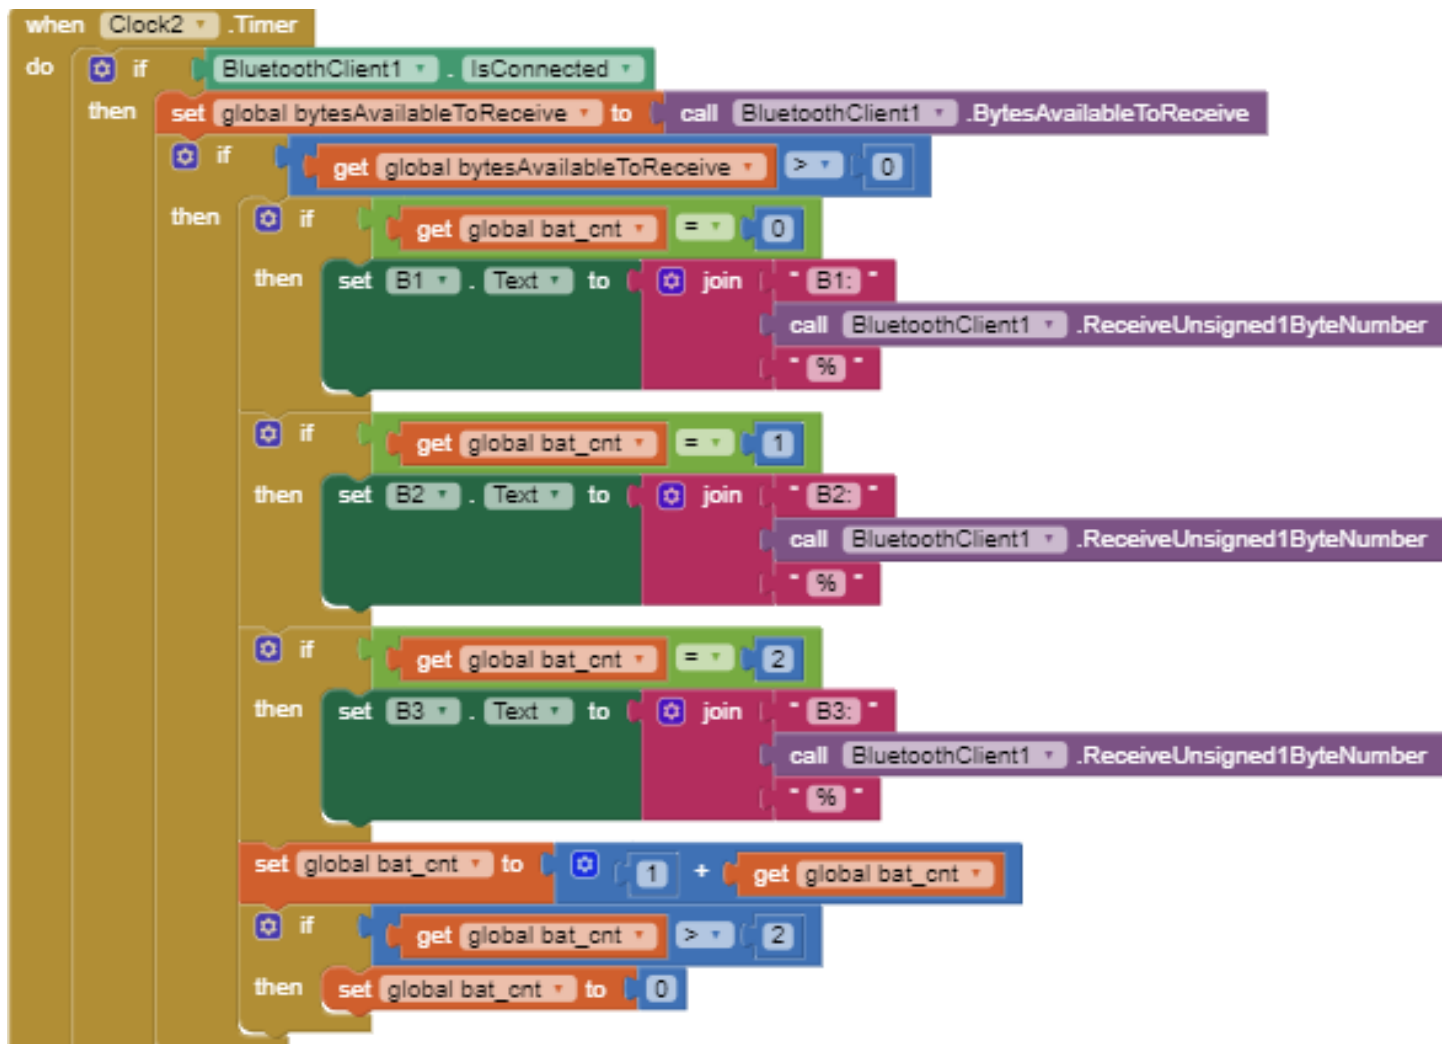 when Clock2 .Timer
do if BluetoothClient1 . IsConnected
then set global bytesAvailableToReceive to call BluetoothClient1 .BytesAvailableToReceive
if get global bytesAvailableToReceive > 0
then if get global bat_cnt = 0
then set B1 . Text to join " B1: "
call BluetoothClient1 .ReceiveUnsigned1ByteNumber
" % "
if get global bat_cnt = 1
then set B2 . Text to join " B2: "
call BluetoothClient1 .ReceiveUnsigned1ByteNumber
" % "
if get global bat_cnt = 2
then set B3 . Text to join " B3: "
call BluetoothClient1 .ReceiveUnsigned1ByteNumber
" % "
set global bat_cnt to 1 + get global bat_cnt
if get global bat_cnt > 2
then set global bat_cnt to 0